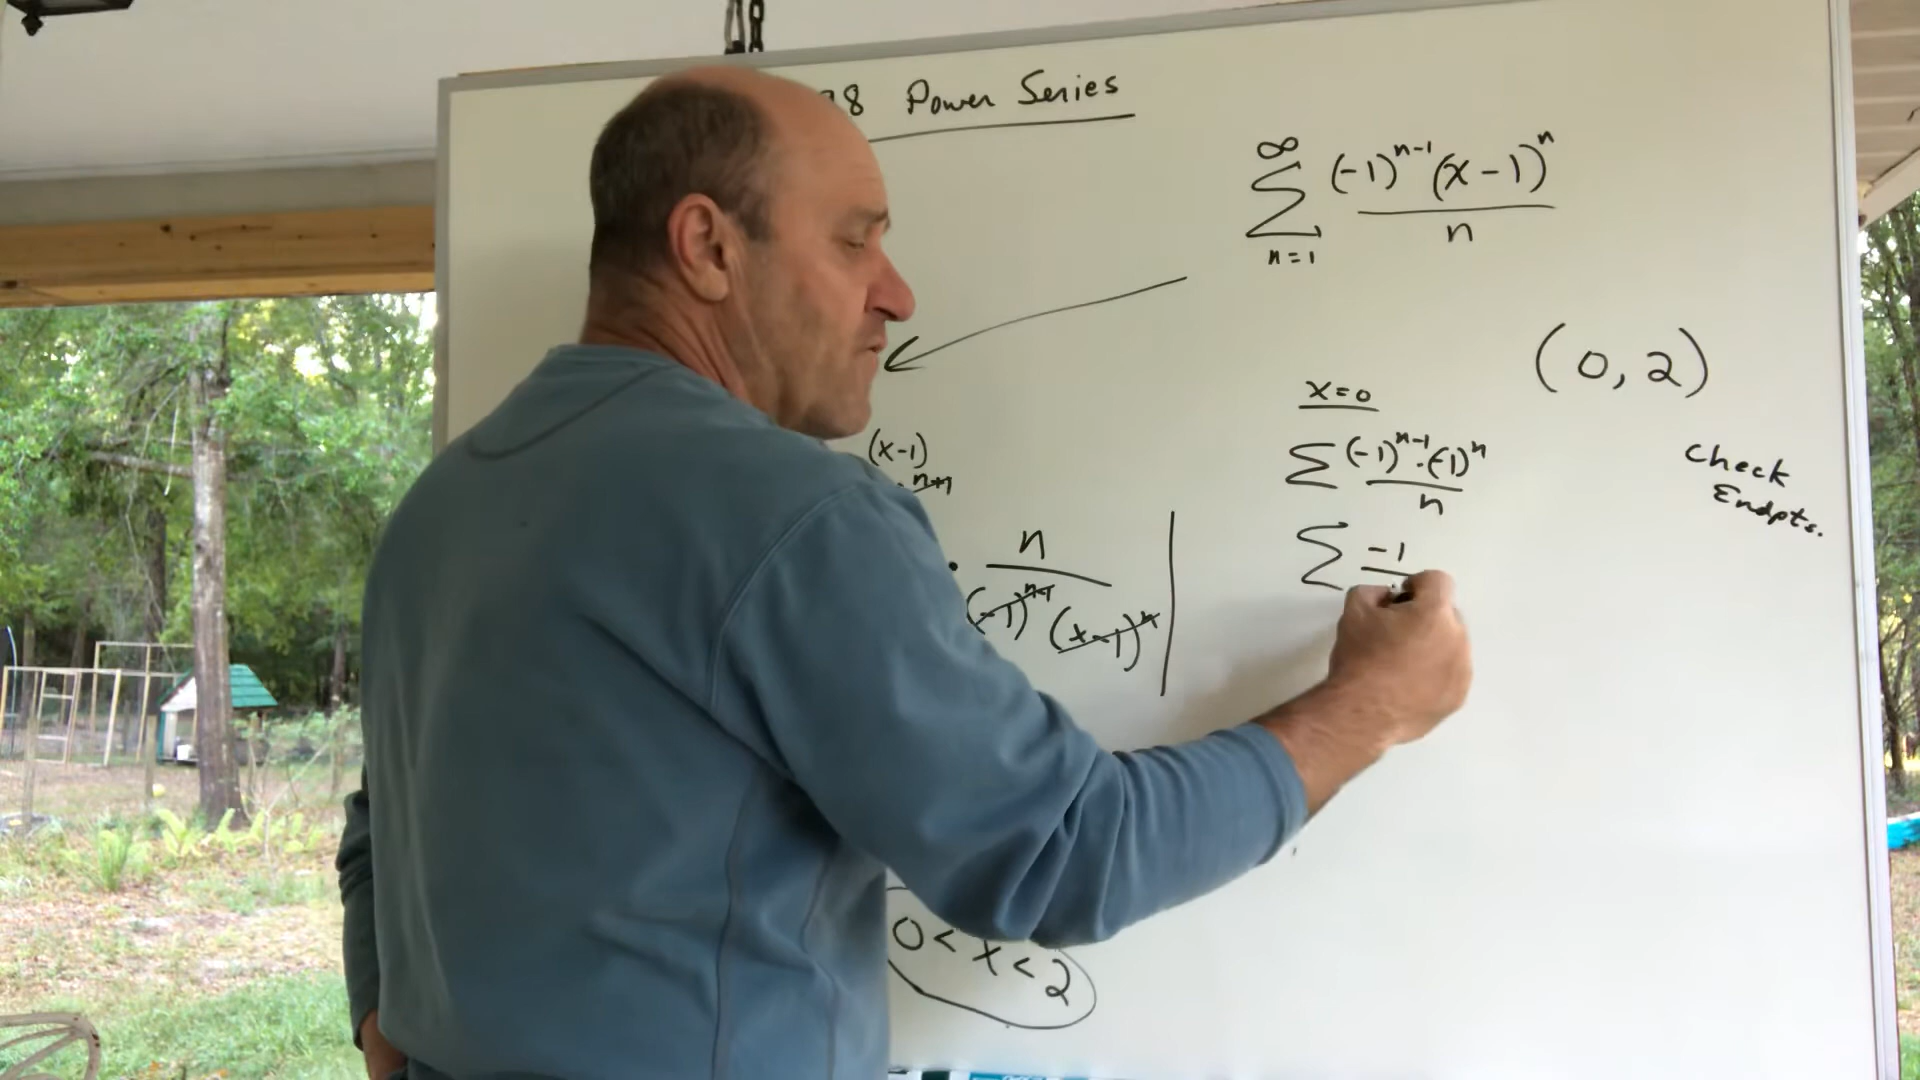 98 Power Series
∞
Σ (-1)^{n-1} (x-1)^n / n
n=1
(0, 2)
x=0
Σ (-1)^{n-1} · (-1)^n / n
Check
Endpts.
Σ -1
(x-1)
n+1
· n / (-1)^{n-1} (x-1)^n
0 < x < 2